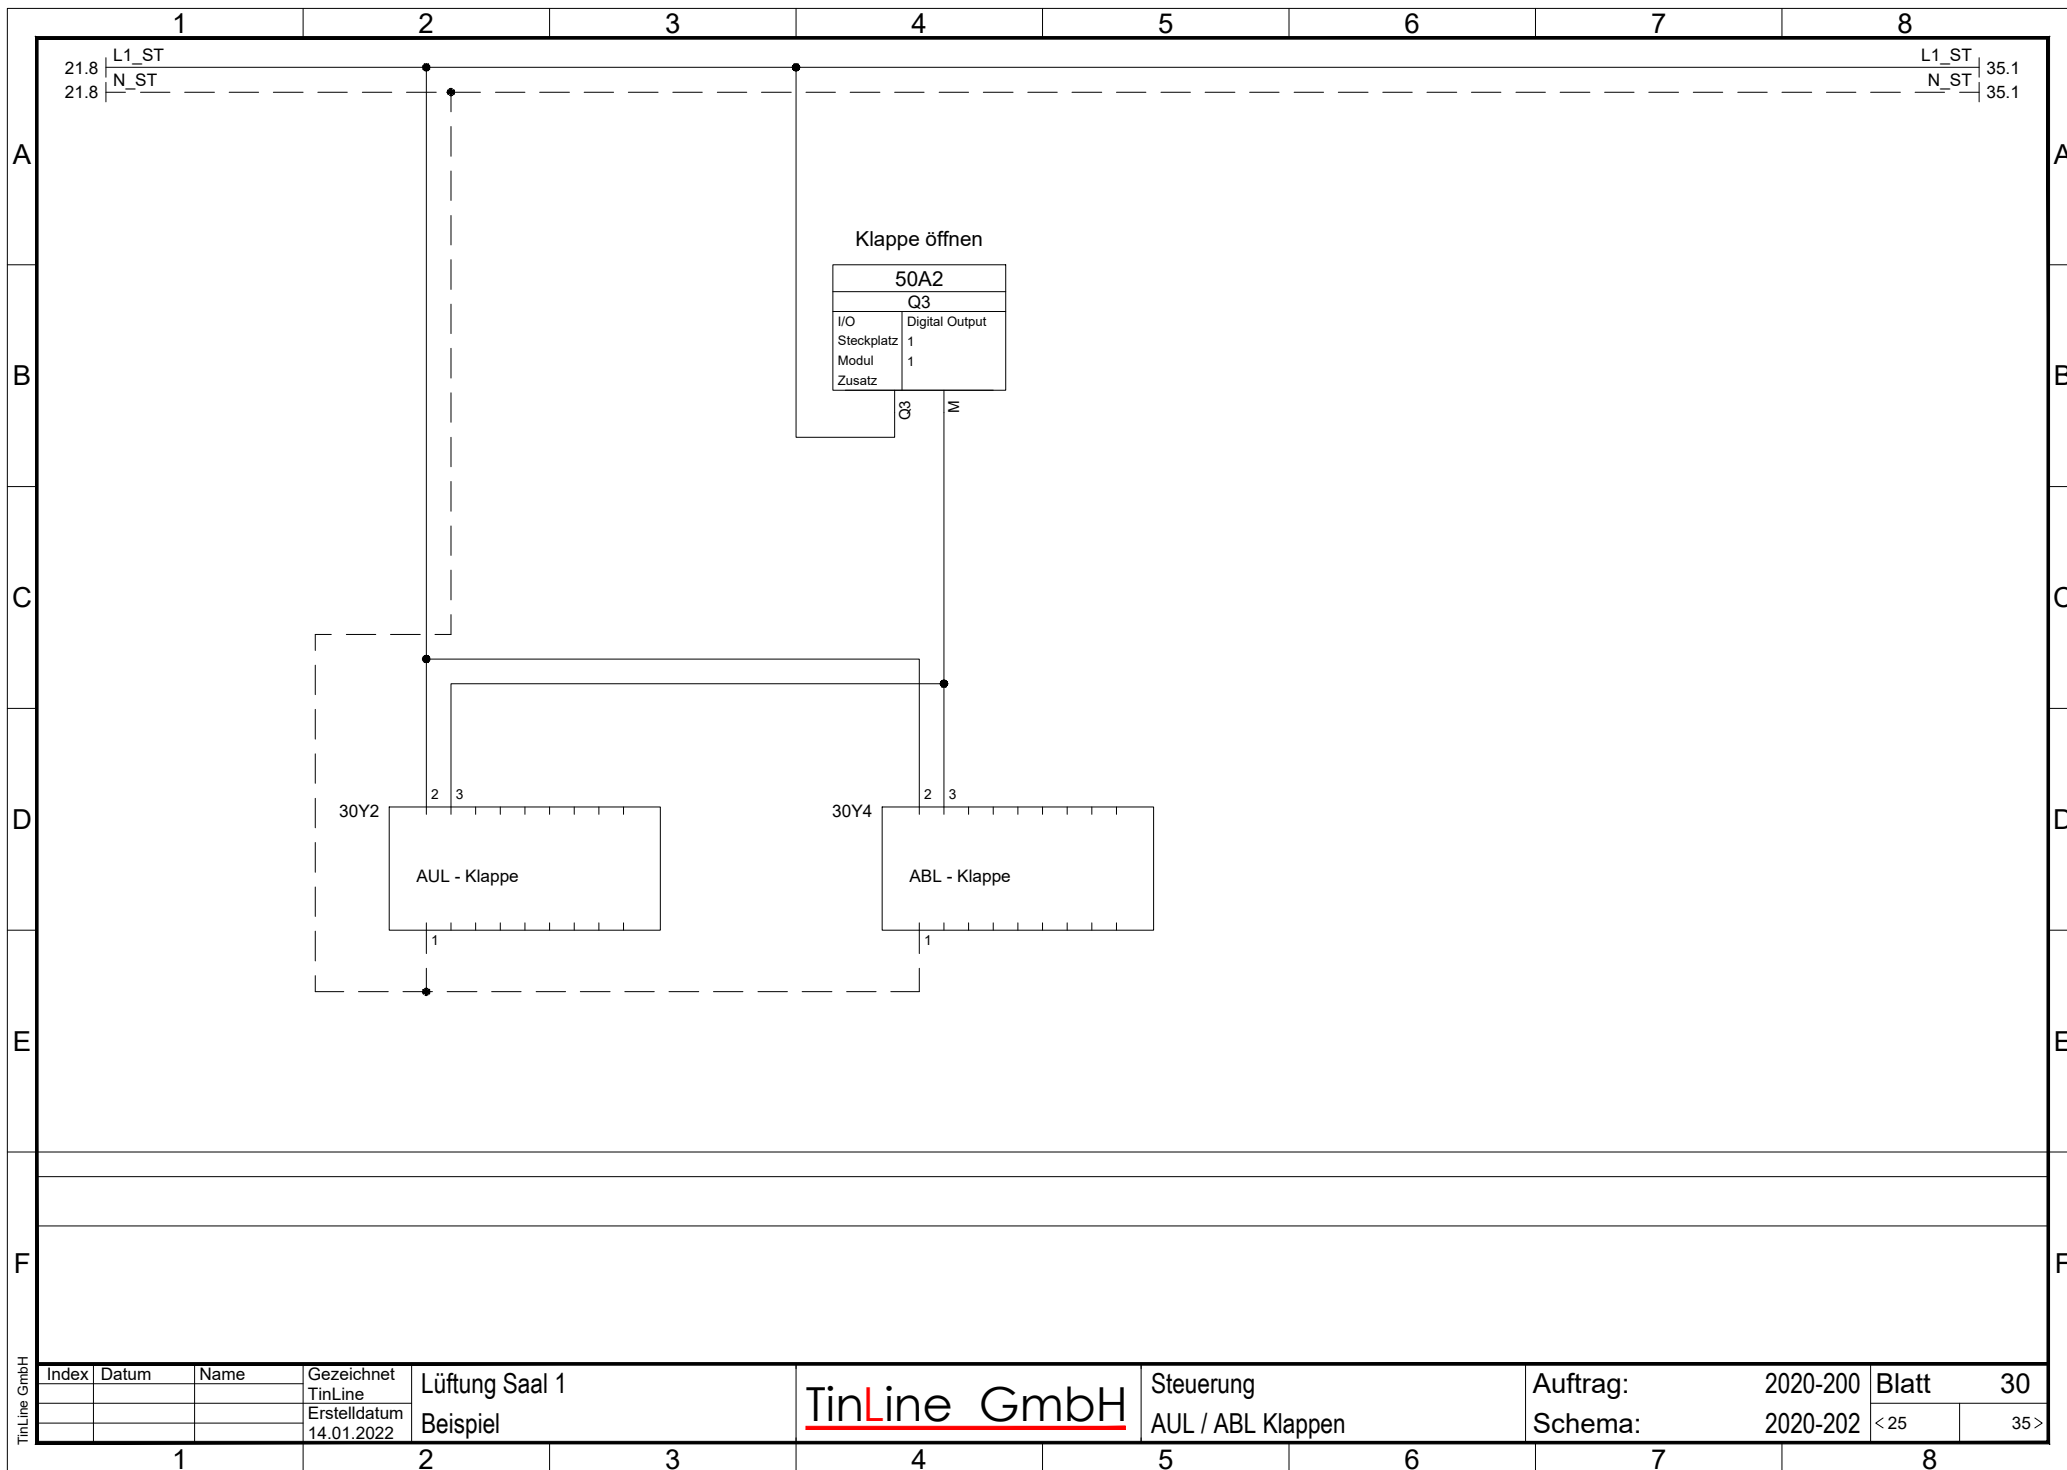 1 2 3 4 5 6 7 8
21.8 L1_ST L1_ST 35.1
21.8 N_ST N_ST 35.1
A A
Klappe öffnen
50A2
Q3
I/O Digital Output
Steckplatz 1
Modul 1
Zusatz
B B
Q3 M
C C
2 3 2 3
30Y2 30Y4
D D
AUL - Klappe ABL - Klappe
1 1
E E
F F
TinLine GmbH
Index Datum Name Gezeichnet
TinLine
Erstelldatum
14.01.2022
Lüftung Saal 1
Beispiel
TinLine GmbH
Steuerung
AUL / ABL Klappen
Auftrag: 2020-200
Schema: 2020-202
Blatt 30
<25 35>
1 2 3 4 5 6 7 8